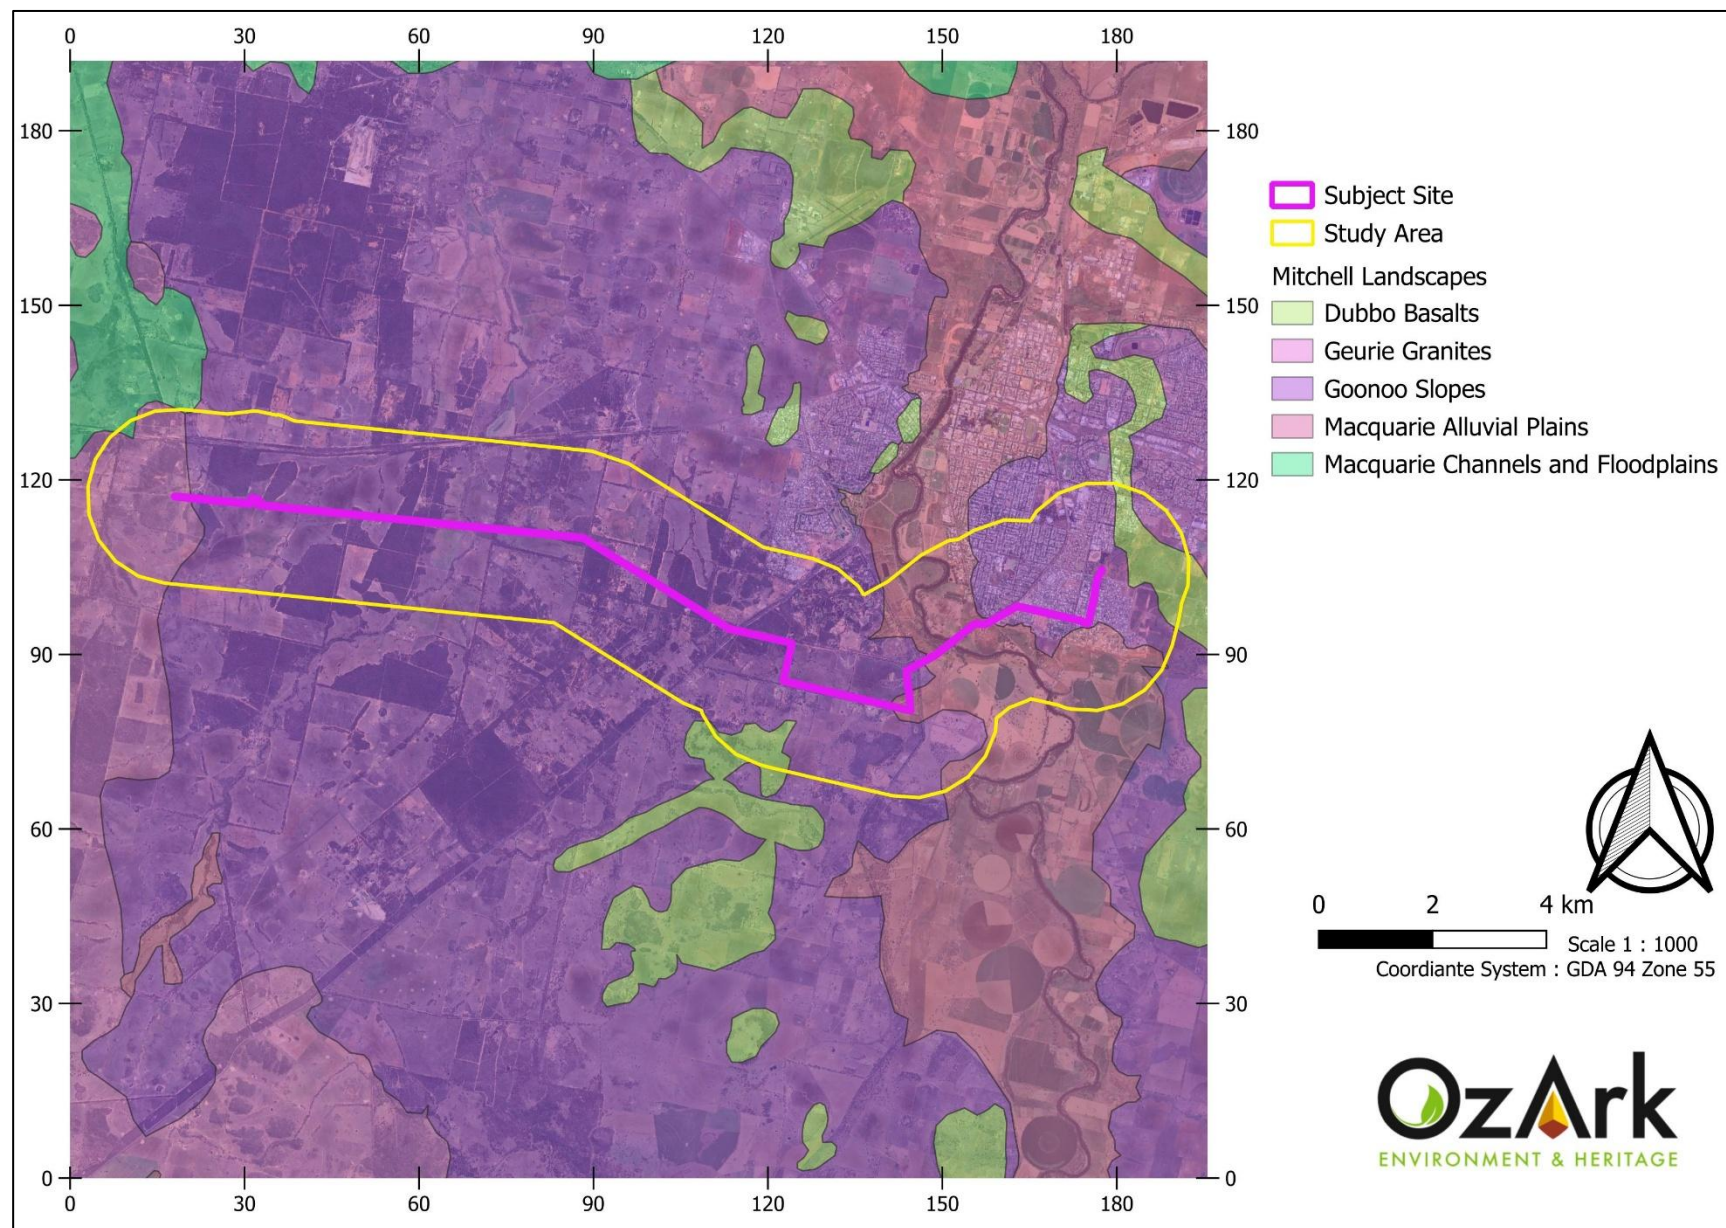 0 30 60 90 120 150 180
180 180
150 150
120 120
90 90
60 60
30 30
0 0
0 30 60 90 120 150 180
Subject Site
Study Area
Mitchell Landscapes
Dubbo Basalts
Geurie Granites
Goonoo Slopes
Macquarie Alluvial Plains
Macquarie Channels and Floodplains
0 2 4 km
Scale 1 : 1000
Coordiante System : GDA 94 Zone 55
OzArk
ENVIRONMENT & HERITAGE